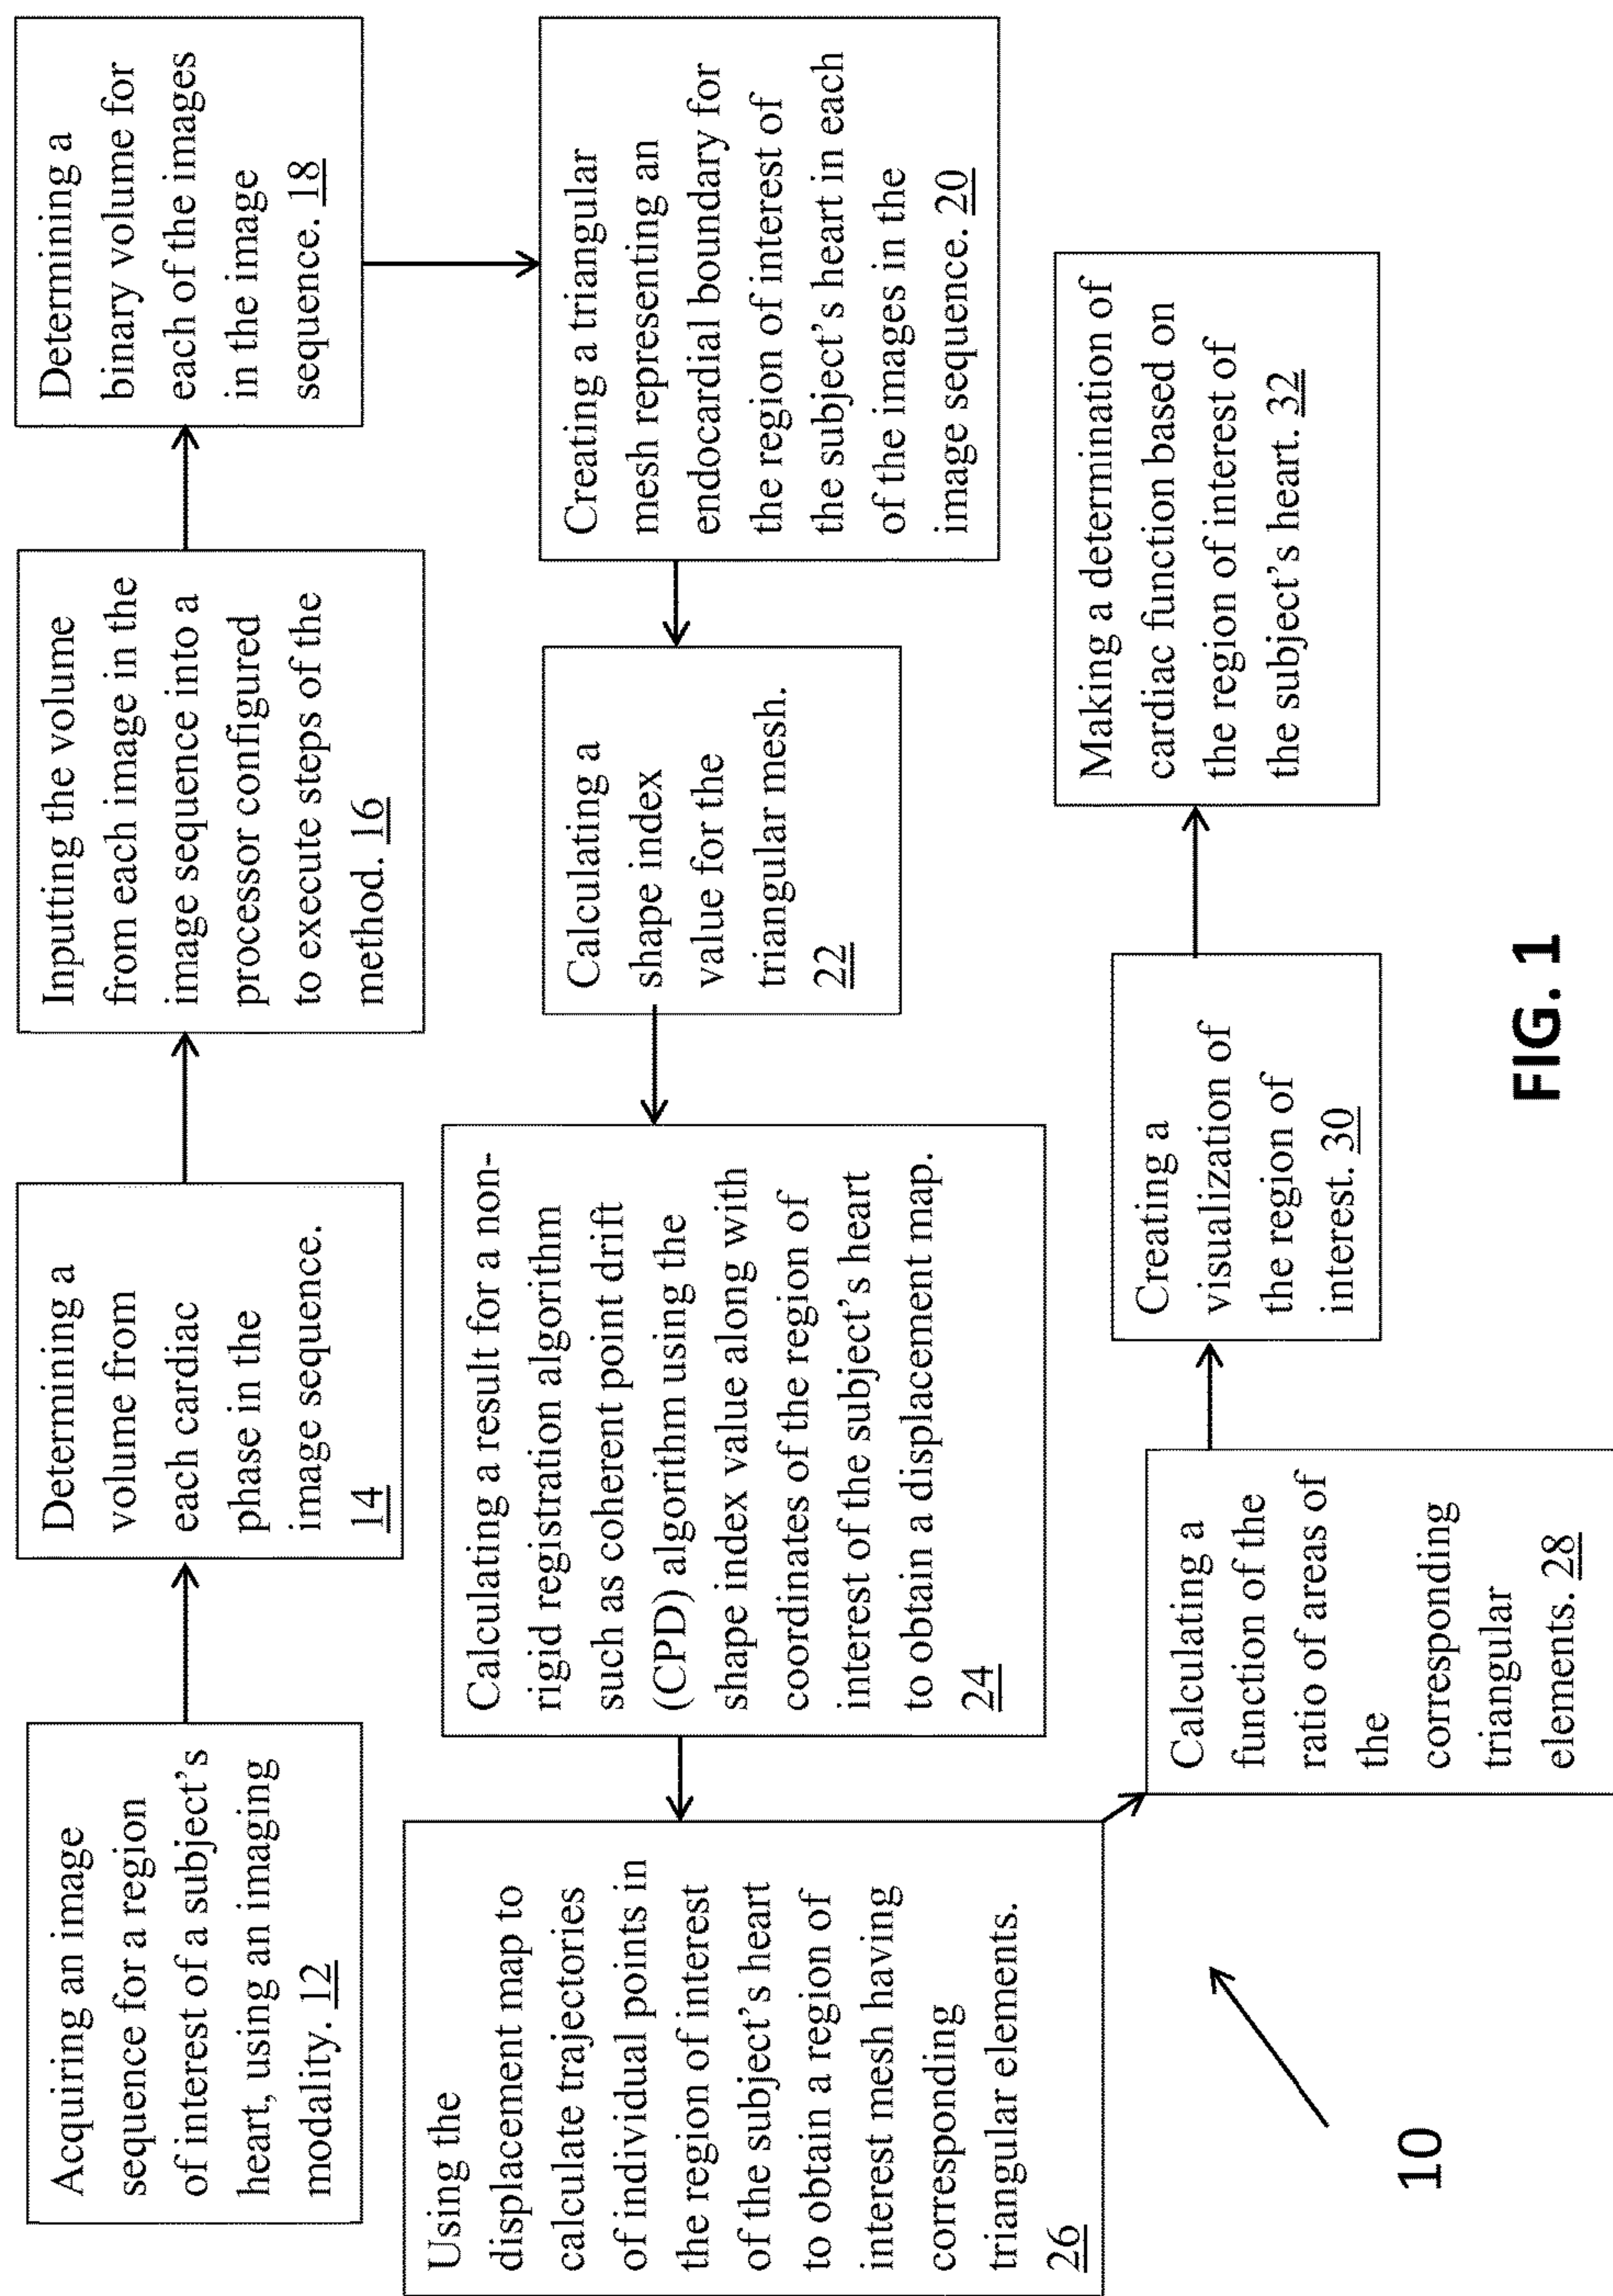 Acquiring an image
sequence for a region
of interest of a subject's
heart, using an imaging
modality. 12
Determining a
volume from
each cardiac
phase in the
image sequence.
14
Inputting the volume
from each image in the
image sequence into a
processor configured
to execute steps of the
method. 16
Determining a
binary volume for
each of the images
in the image
sequence. 18
Creating a triangular
mesh representing an
endocardial boundary for
the region of interest of
the subject's heart in each
of the images in the
image sequence. 20
Calculating a
shape index
value for the
triangular mesh.
22
Calculating a result for a non-
rigid registration algorithm
such as coherent point drift
(CPD) algorithm using the
shape index value along with
coordinates of the region of
interest of the subject's heart
to obtain a displacement map.
24
Using the
displacement map to
calculate trajectories
of individual points in
the region of interest
of the subject's heart
to obtain a region of
interest mesh having
corresponding
triangular elements.
26
Calculating a
function of the
ratio of areas of
the
corresponding
triangular
elements. 28
Creating a
visualization of
the region of
interest. 30
Making a determination of
cardiac function based on
the region of interest of
the subject's heart. 32
10
FIG. 1